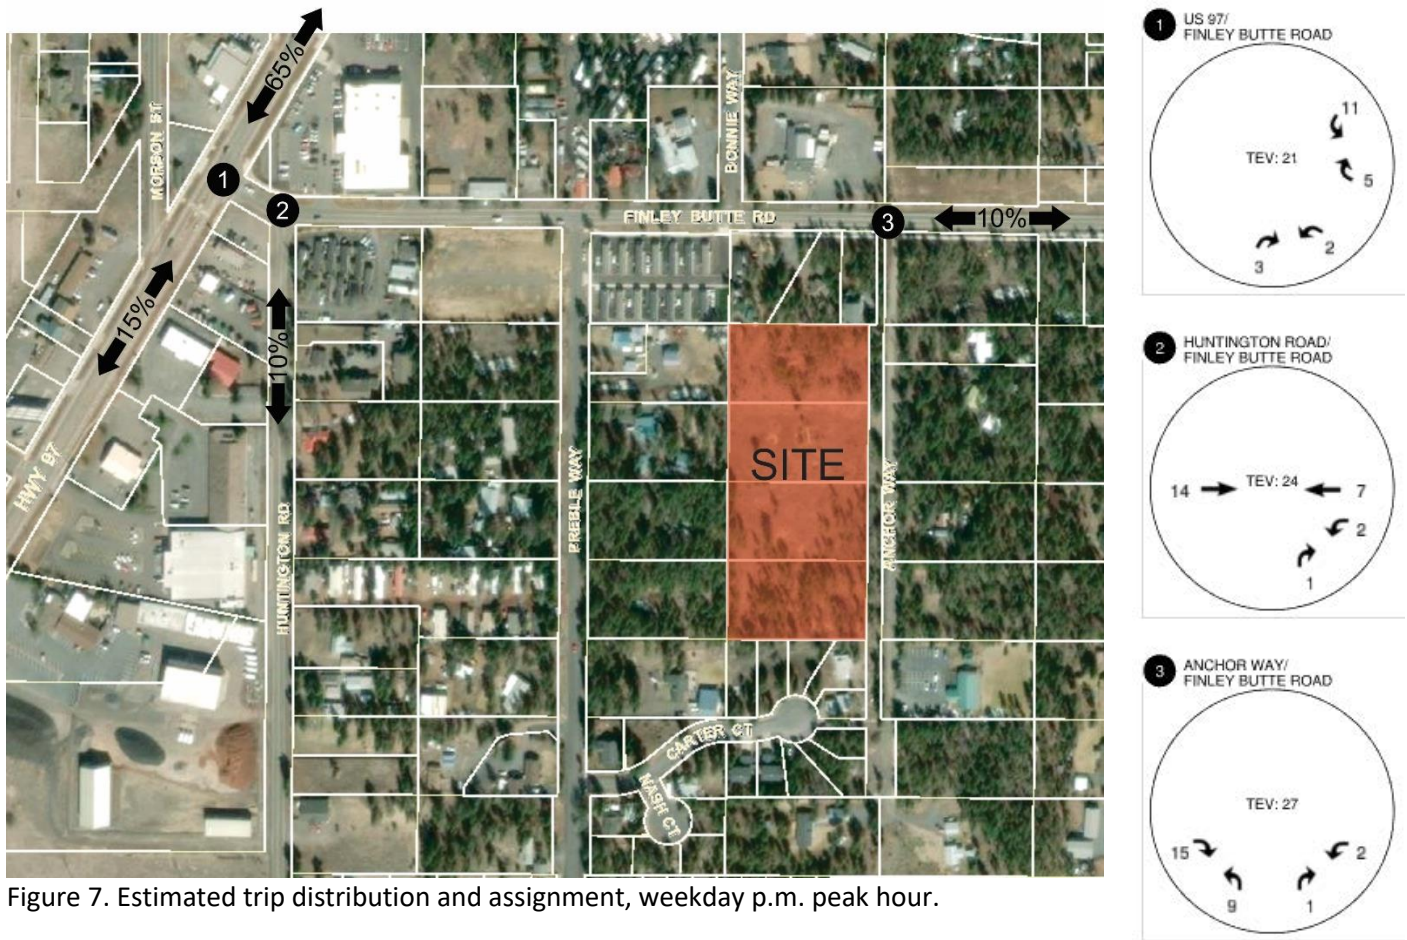 65%
MORSON ST
BONNIE WAY
1
2
FINLEY BUTTE RD
3
10%
15%
10%
HWY 97
SITE
PREBLE WAY
ANCHOR WAY
HUNTINGTON RD
CARTER CT
NASH CT
Figure 7. Estimated trip distribution and assignment, weekday p.m. peak hour.
1
US 97/
FINLEY BUTTE ROAD
11
TEV: 21
5
2
3
2
HUNTINGTON ROAD/
FINLEY BUTTE ROAD
14
TEV: 24
7
2
1
3
ANCHOR WAY/
FINLEY BUTTE ROAD
TEV: 27
15
2
9
1